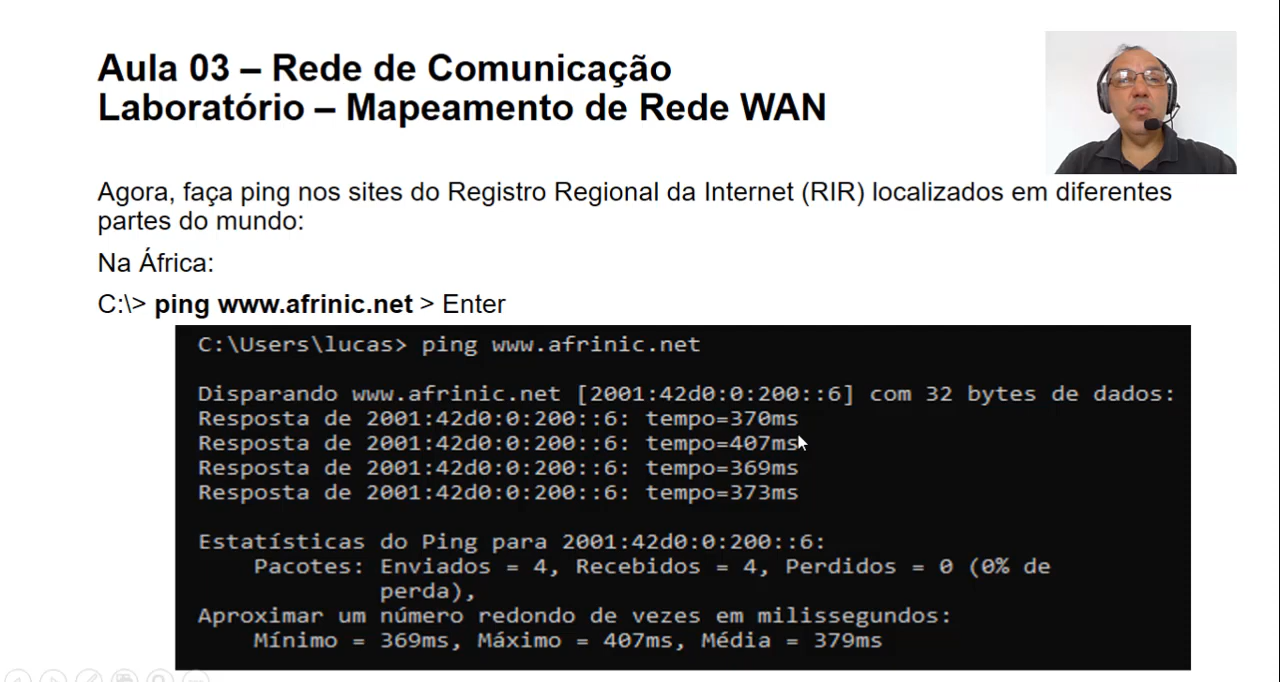 Aula 03 – Rede de Comunicação
Laboratório – Mapeamento de Rede WAN
Agora, faça ping nos sites do Registro Regional da Internet (RIR) localizados em diferentes
partes do mundo:
Na África:
C:\> ping www.afrinic.net > Enter
C:\Users\lucas> ping www.afrinic.net
Disparando www.afrinic.net [2001:42d0:0:200::6] com 32 bytes de dados:
Resposta de 2001:42d0:0:200::6: tempo=370ms
Resposta de 2001:42d0:0:200::6: tempo=407ms
Resposta de 2001:42d0:0:200::6: tempo=369ms
Resposta de 2001:42d0:0:200::6: tempo=373ms
Estatísticas do Ping para 2001:42d0:0:200::6:
Pacotes: Enviados = 4, Recebidos = 4, Perdidos = 0 (0% de
perda),
Aproximar um número redondo de vezes em milissegundos:
Mínimo = 369ms, Máximo = 407ms, Média = 379ms